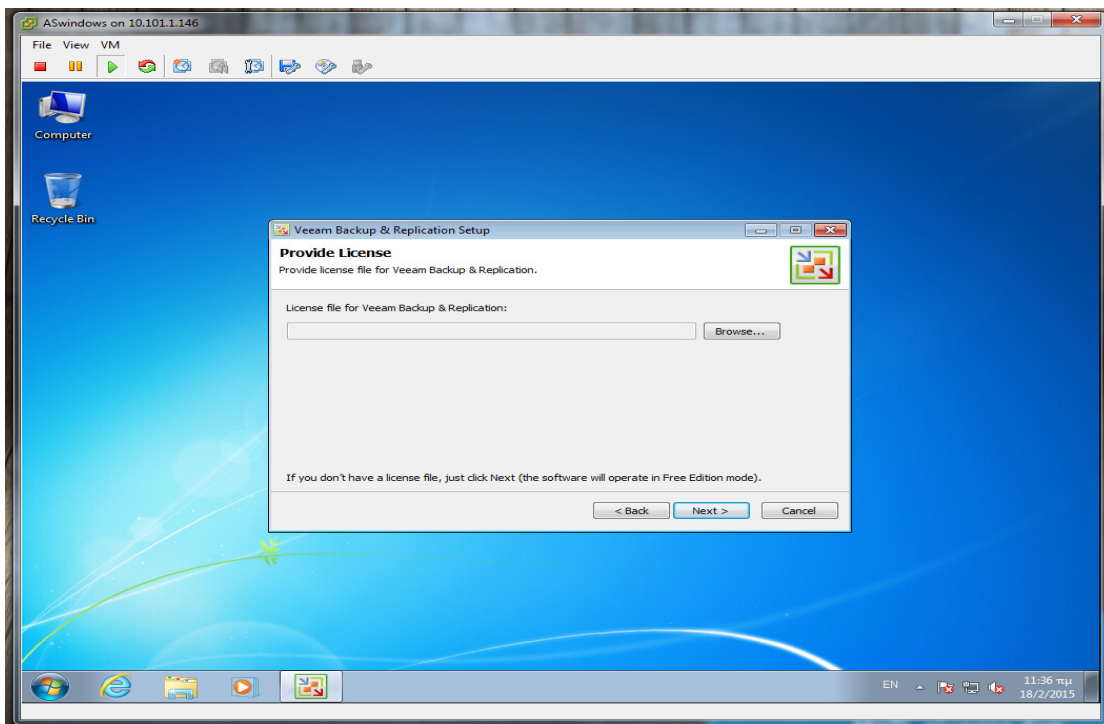 ASwindows on 10.101.1.146
File View VM
Computer
Recycle Bin
Veeam Backup & Replication Setup
Provide License
Provide license file for Veeam Backup & Replication.
License file for Veeam Backup & Replication:
Browse...
If you don't have a license file, just click Next (the software will operate in Free Edition mode).
< Back Next > Cancel
EN 11:36 πμ
18/2/2015